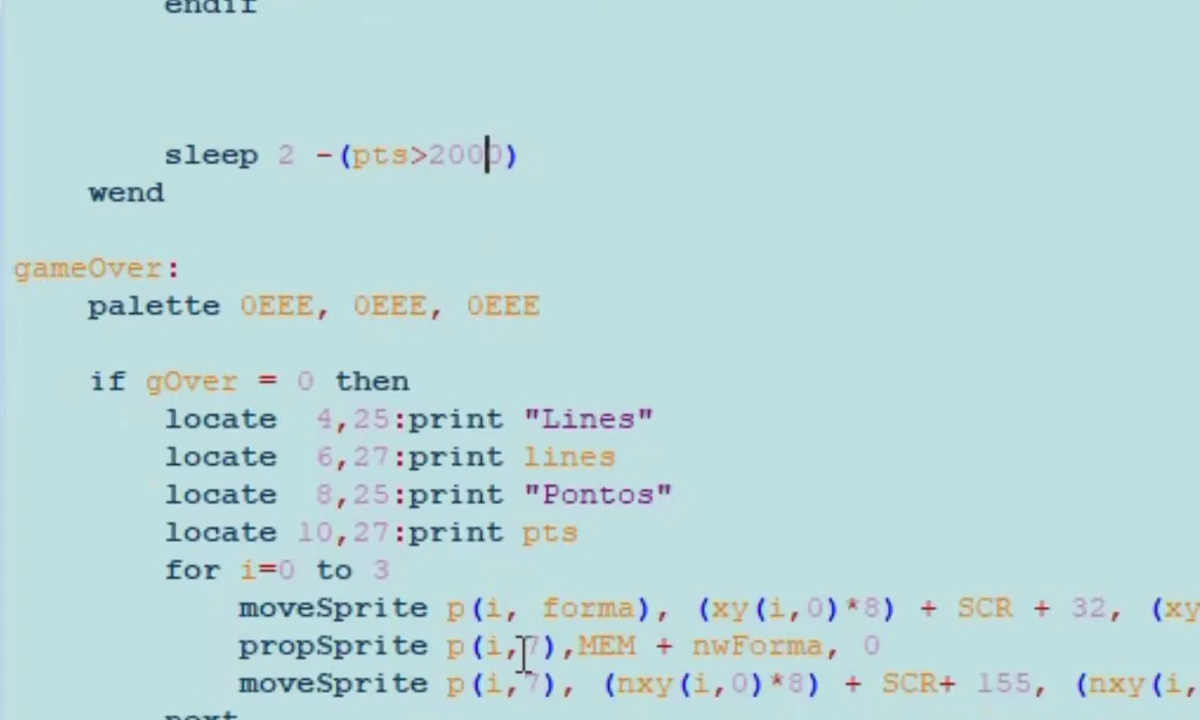 endif
sleep 2 -(pts>2000)
wend
gameOver:
palette 0EEE, 0EEE, 0EEE
if gOver = 0 then
locate  4,25:print "Lines"
locate  6,27:print lines
locate  8,25:print "Pontos"
locate 10,27:print pts
for i=0 to 3
moveSprite p(i, forma), (xy(i,0)*8) + SCR + 32, (xy
propSprite p(i,7),MEM + nwForma, 0
moveSprite p(i,7), (nxy(i,0)*8) + SCR+ 155, (nxy(i,
next